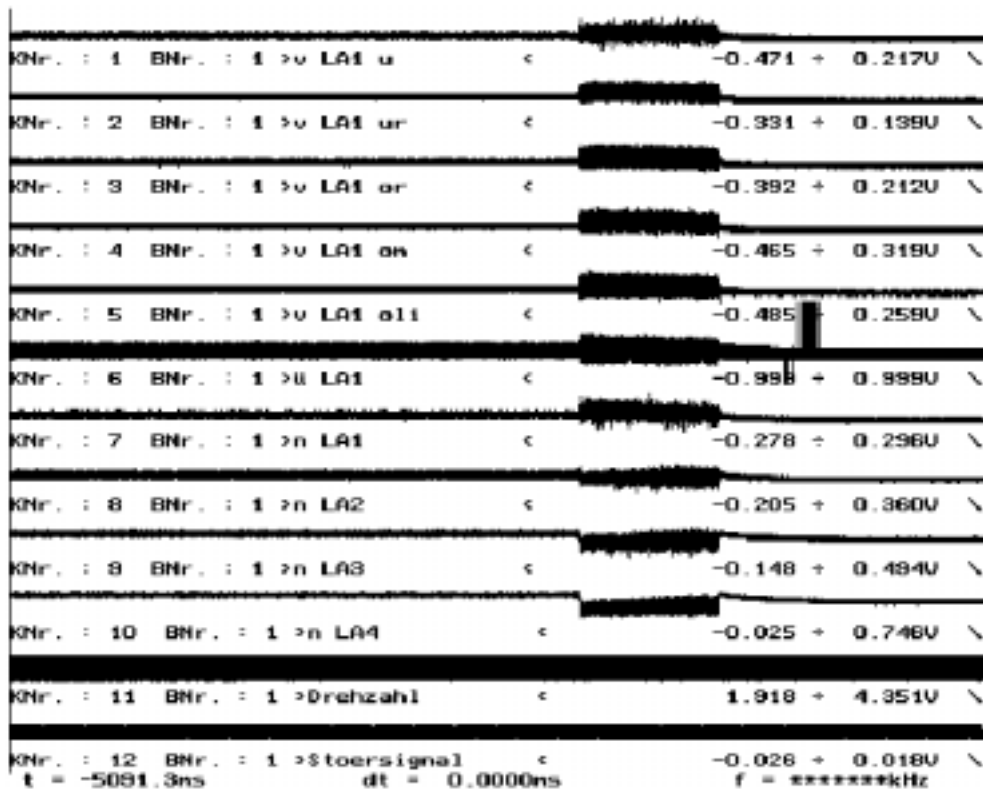 KNr. : 1 BNr. : 1 >v LA1 u < -0.471 ÷ 0.217V \
KNr. : 2 BNr. : 1 >v LA1 ur < -0.331 ÷ 0.139V \
KNr. : 3 BNr. : 1 >v LA1 or < -0.392 ÷ 0.212V \
KNr. : 4 BNr. : 1 >v LA1 om < -0.465 ÷ 0.319V \
KNr. : 5 BNr. : 1 >v LA1 oli < -0.485 ÷ 0.259V \
KNr. : 6 BNr. : 1 > LA1 < -0.999 ÷ 0.999V \
KNr. : 7 BNr. : 1 >n LA1 < -0.278 ÷ 0.296V \
KNr. : 8 BNr. : 1 >n LA2 < -0.205 ÷ 0.360V \
KNr. : 9 BNr. : 1 >n LA3 < -0.148 ÷ 0.494V \
KNr. : 10 BNr. : 1 >n LA4 < -0.025 ÷ 0.746V \
KNr. : 11 BNr. : 1 >Drehzahl < 1.918 ÷ 4.351V \
KNr. : 12 BNr. : 1 >Stoersignal < -0.026 ÷ 0.018V \
t = -5091.3ms dt = 0.0000ms f = *******kHz